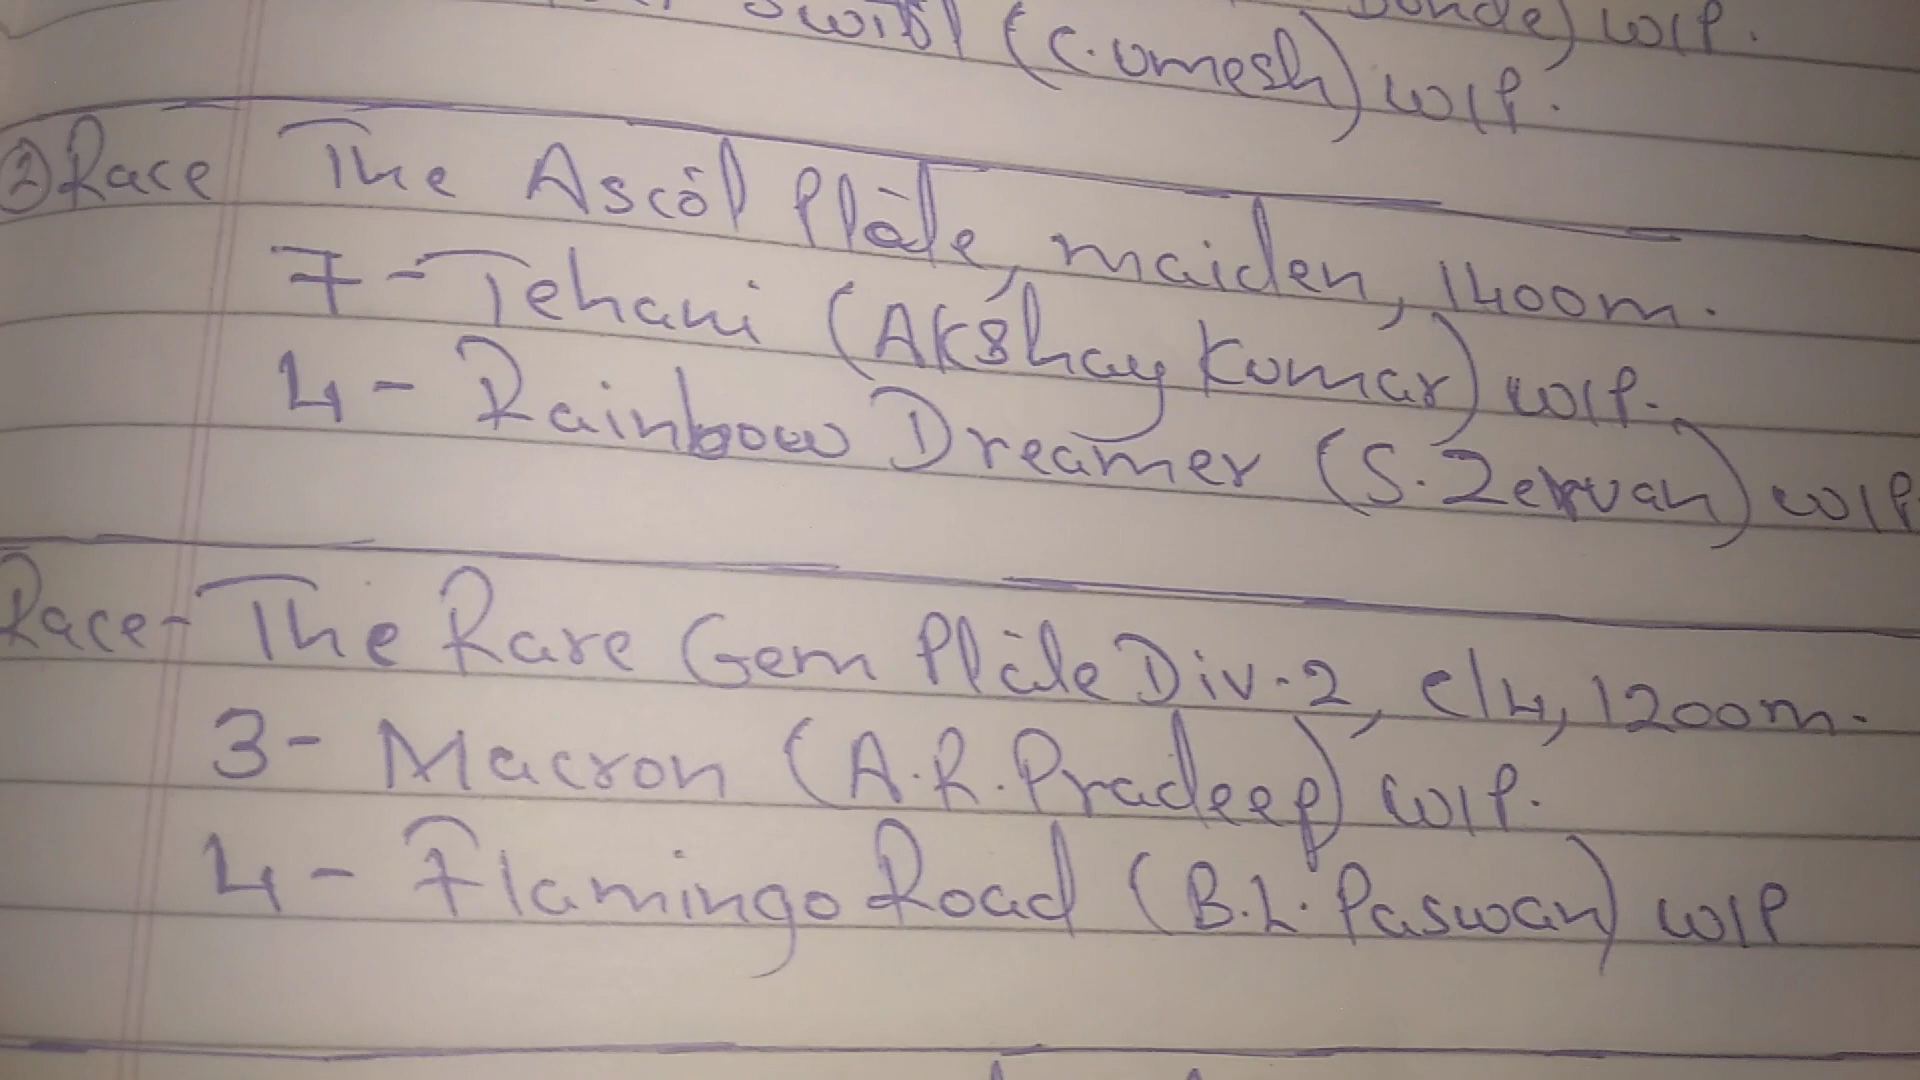 (C. Umesh) W/P.
② Race The Ascot Plate, maiden, 1400m.
7 - Tehani (Akshay Kumar) W/P.
4 - Rainbow Dreamer (S. Zervan) W/P
Race - The Rare Gem Plate Div-2, C/4, 1200m.
3 - Macron (A.R. Pradeep) W/P.
4 - Flamingo Road (B.L. Paswan) W/P